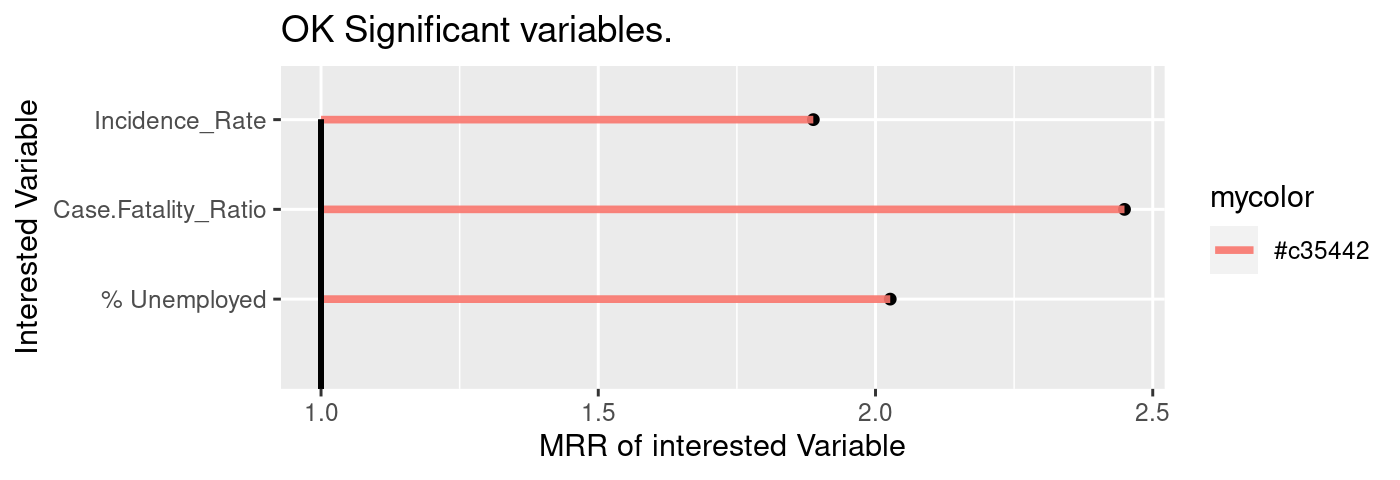 OK Significant variables.
Interested Variable
Incidence_Rate
Case.Fatality_Ratio
% Unemployed
1.0
1.5
2.0
2.5
MRR of interested Variable
mycolor
#c35442